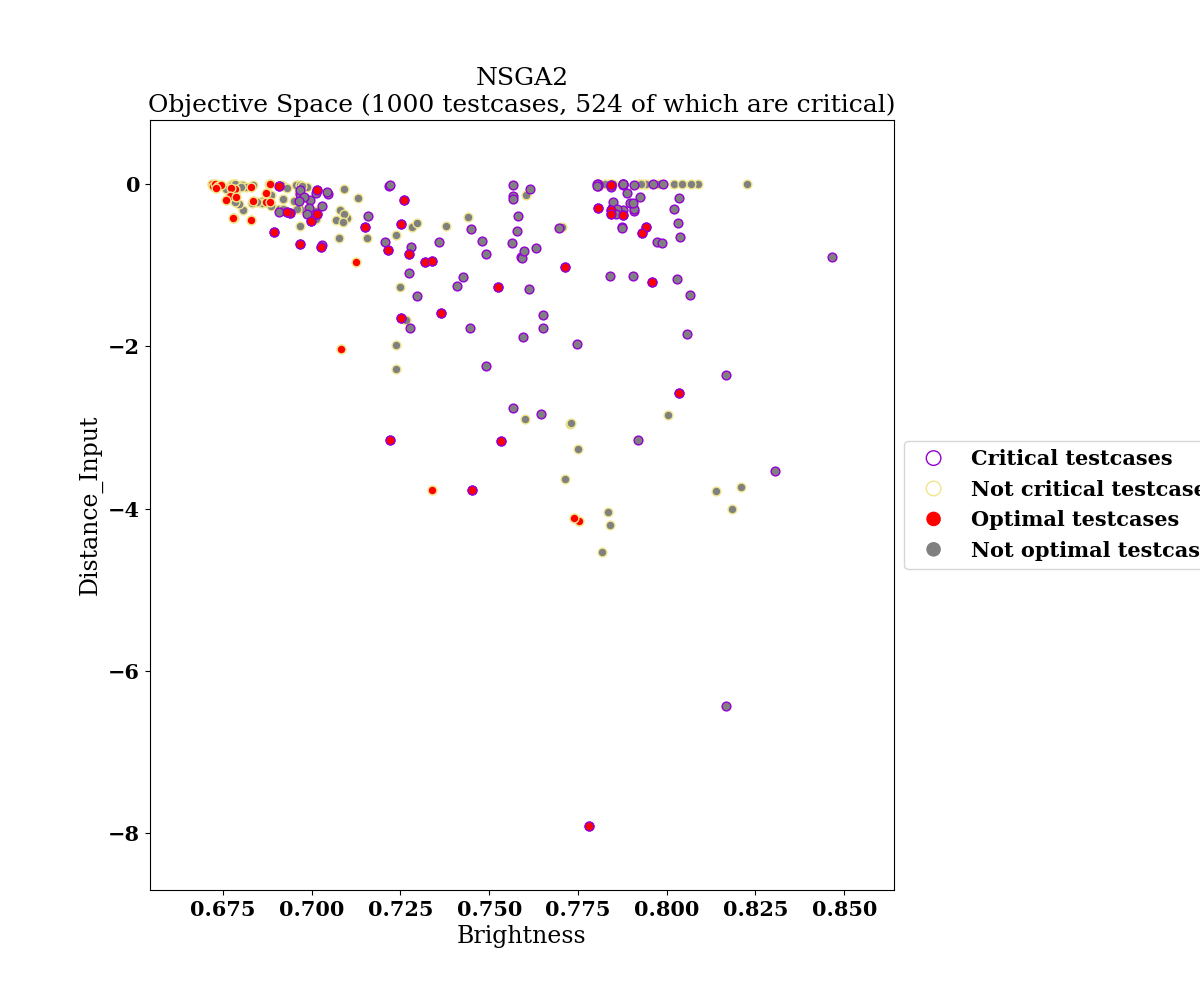 NSGA2
Objective Space (1000 testcases, 524 of which are critical)
0
−2
−4
−6
−8
Distance_Input
0.675 0.700 0.725 0.750 0.775 0.800 0.825 0.850
Brightness
Critical testcases
Not critical testcase
Optimal testcases
Not optimal testcas